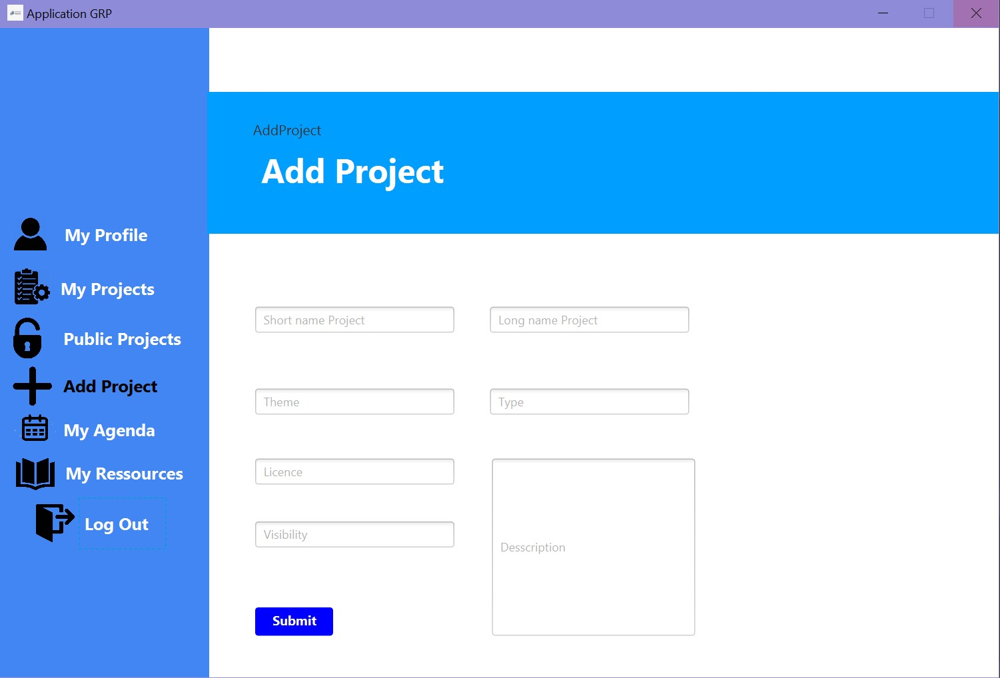 Application GRP
AddProject
Add Project
My Profile
My Projects
Public Projects
Add Project
My Agenda
My Ressources
Log Out
Short name Project
Long name Project
Theme
Type
Licence
Visibility
Desscription
Submit